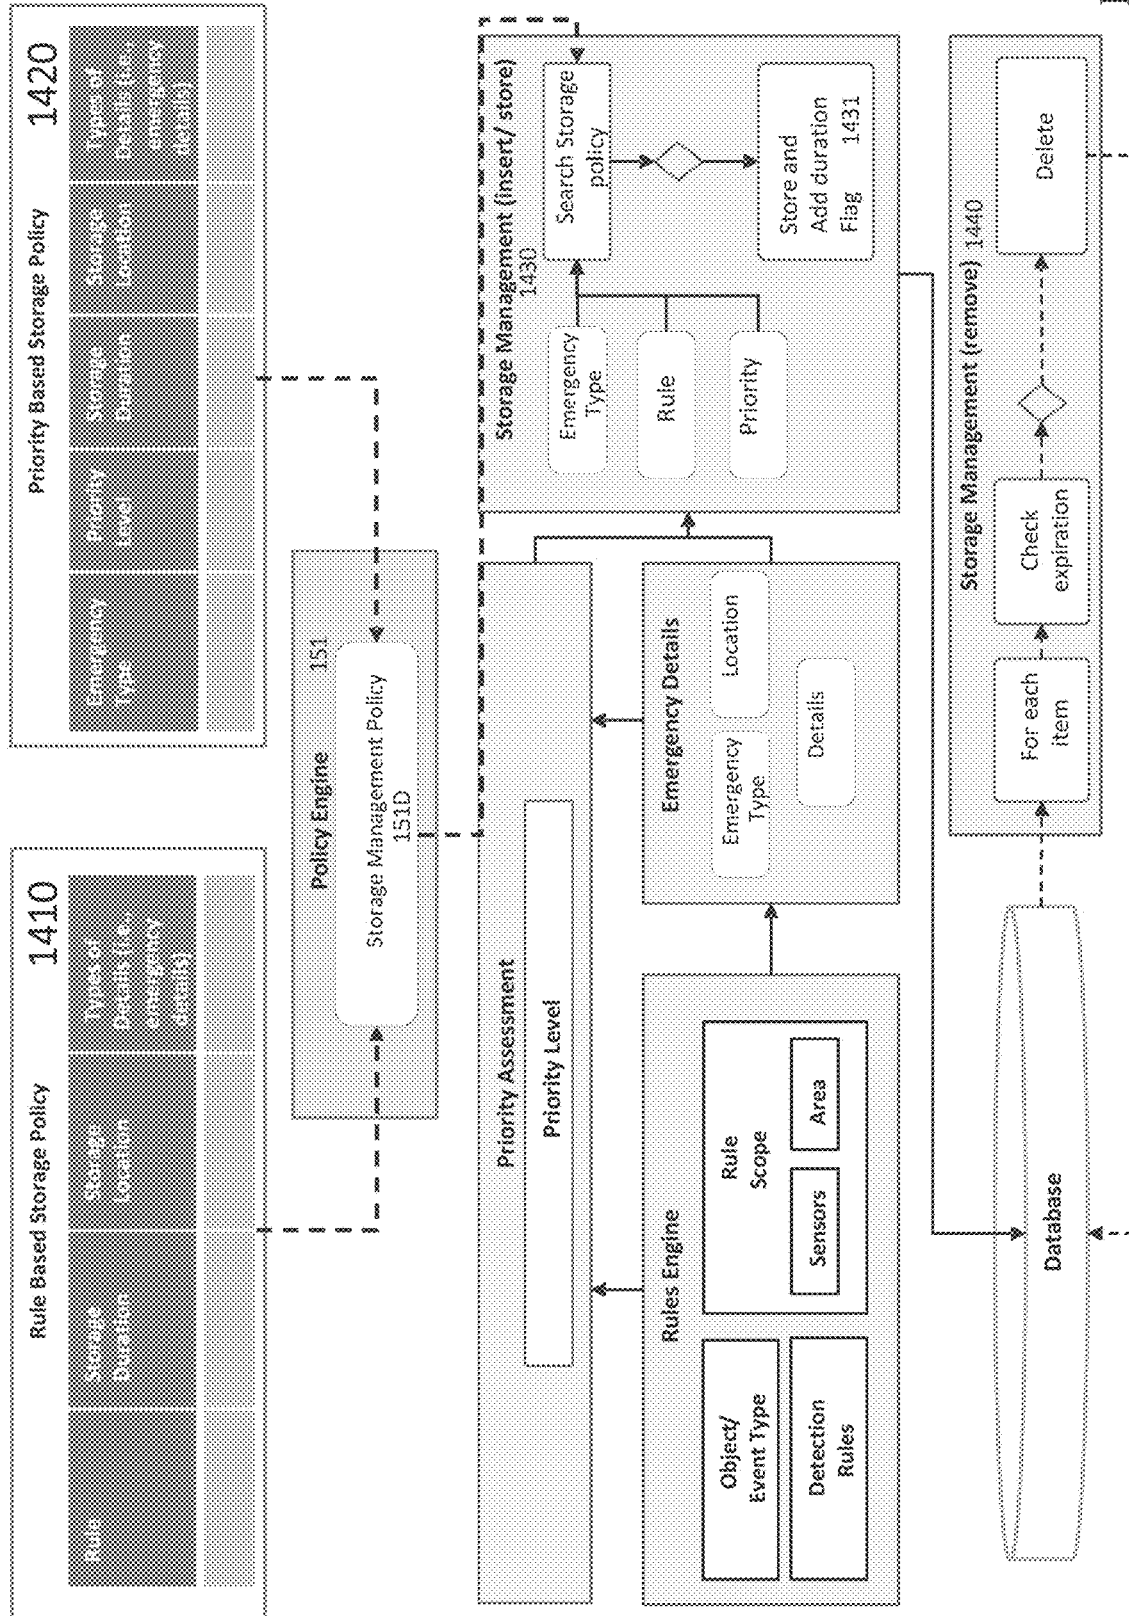 Rule Based Storage Policy
1410
Rule
Storage
Duration
Storage
Location
Types of
Details (i.e.
emergency
details)
Priority Based Storage Policy
1420
Emergency
Type
Priority
Level
Storage
Duration
Storage
Location
Types of
Details (i.e.
emergency
details)
Policy Engine
151
Storage Management Policy
151D
Priority Assessment
Priority Level
Rules Engine
Object/
Event Type
Detection
Rules
Rule
Scope
Sensors
Area
Emergency Details
Emergency
Type
Location
Details
Storage Management (insert/ store)
1430
Emergency
Type
Rule
Priority
Search Storage
policy
Store and
Add duration
Flag 1431
Database
Storage Management (remove) 1440
For each
item
Check
expiration
Delete